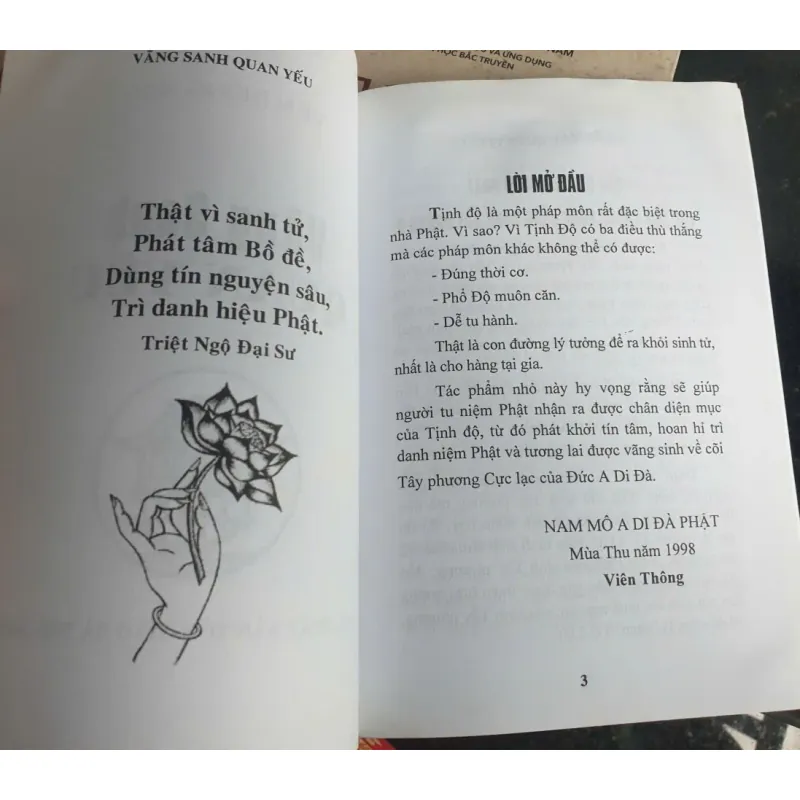 VÃNG SANH QUAN YẾU
Thật vì sanh tử,
Phát tâm Bồ đề,
Dùng tín nguyện sâu,
Trì danh hiệu Phật.
Triệt Ngộ Đại Sư
NAM
VÀ ỨNG DỤNG
HỌC BẮC TRUYỀN
LỜI MỞ ĐẦU
Tịnh độ là một pháp môn rất đặc biệt trong
nhà Phật. Vì sao? Vì Tịnh Độ có ba điều thù thắng
mà các pháp môn khác không thể có được:
- Đúng thời cơ.
- Phổ Độ muôn căn.
- Dễ tu hành.
Thật là con đường lý tưởng để ra khỏi sinh tử,
nhất là cho hàng tại gia.
Tác phẩm nhỏ này hy vọng rằng sẽ giúp
người tu niệm Phật nhận ra được chân diện mục
của Tịnh độ, từ đó phát khởi tín tâm, hoan hỉ trì
danh niệm Phật và tương lai được vãng sinh về cõi
Tây phương Cực lạc của Đức A Di Đà.
NAM MÔ A DI ĐÀ PHẬT
Mùa Thu năm 1998
Viên Thông
3